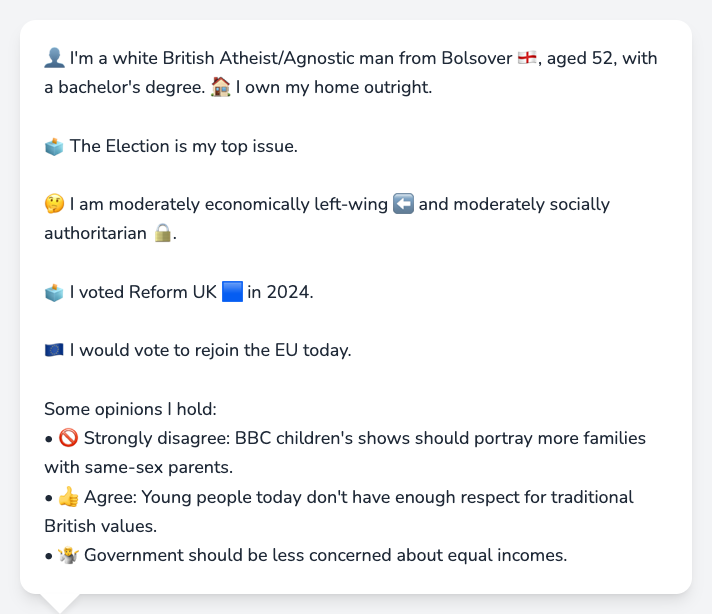 👤 I'm a white British Atheist/Agnostic man from Bolsover 🏴󠁧󠁢󠁥󠁮󠁧󠁿, aged 52, with
a bachelor's degree. 🏠 I own my home outright.
🗳️ The Election is my top issue.
🤔 I am moderately economically left-wing ⬅️ and moderately socially
authoritarian 🔒.
🗳️ I voted Reform UK 🟦 in 2024.
🇪🇺 I would vote to rejoin the EU today.
Some opinions I hold:
• 🚫 Strongly disagree: BBC children's shows should portray more families
with same-sex parents.
• 👍 Agree: Young people today don't have enough respect for traditional
British values.
• 🤷 Government should be less concerned about equal incomes.